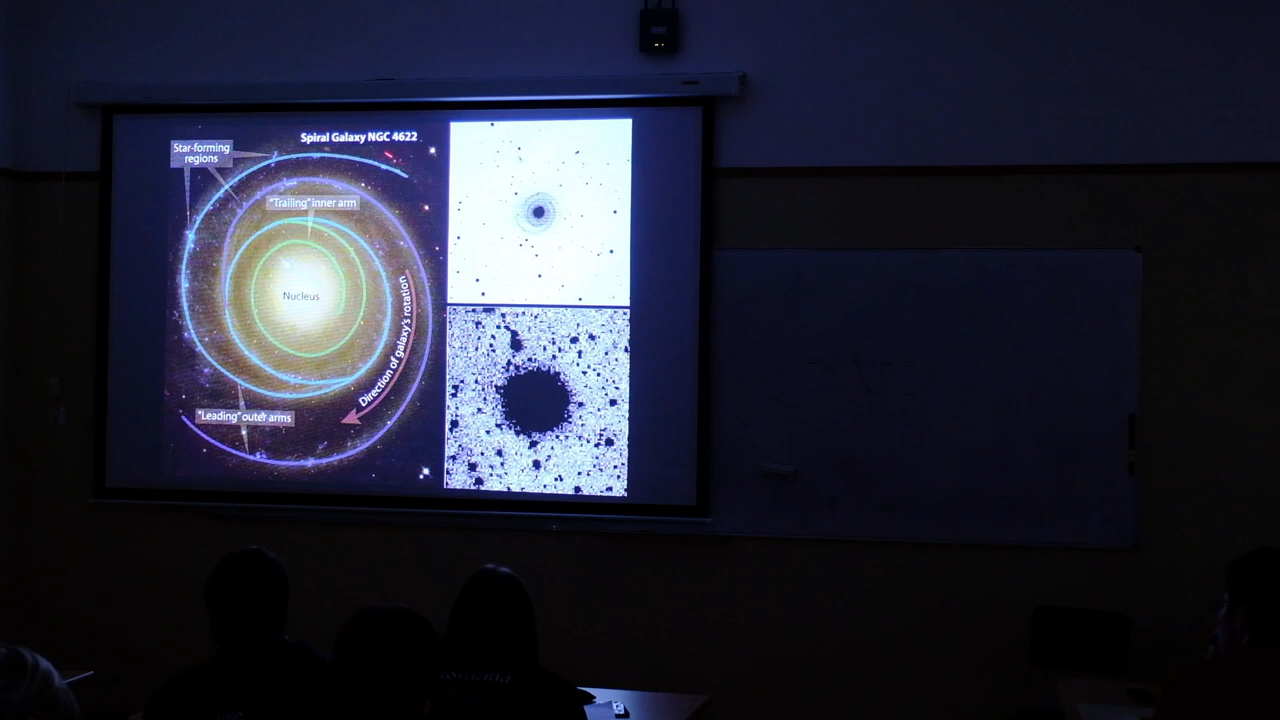 Spiral Galaxy NGC 4622
Star-forming
regions
"Trailing" inner arm
Nucleus
Direction of galaxy's rotation
"Leading" outer arms